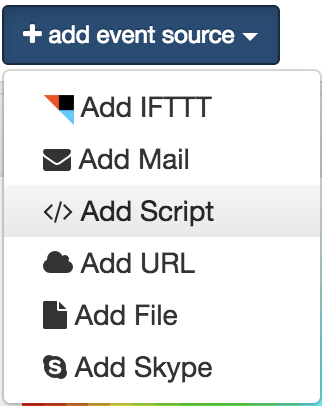 + add event source
Add IFTTT
Add Mail
</> Add Script
Add URL
Add File
Add Skype